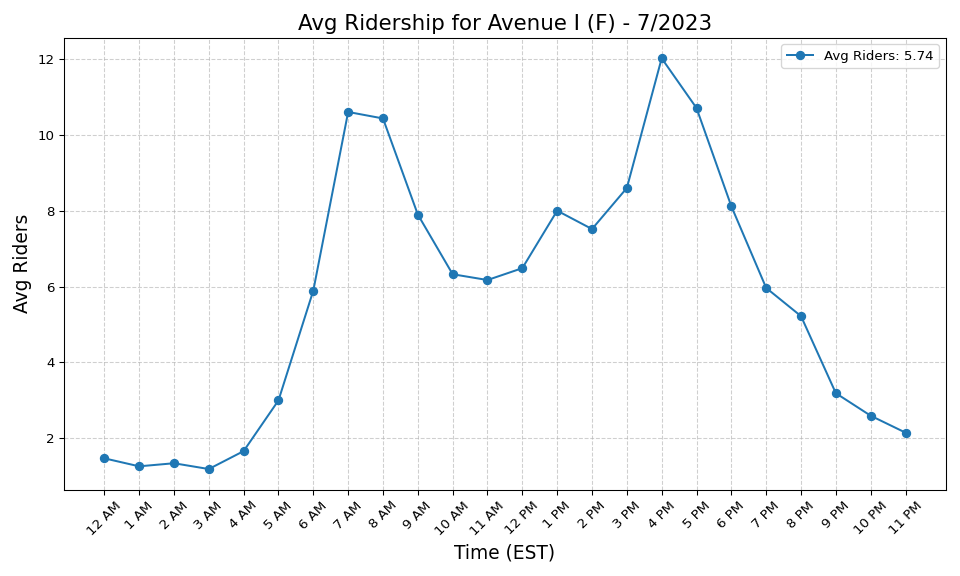 Avg Ridership for Avenue I (F) - 7/2023
Avg Riders: 5.74
Avg Riders
12
10
8
6
4
2
12 AM
1 AM
2 AM
3 AM
4 AM
5 AM
6 AM
7 AM
8 AM
9 AM
10 AM
11 AM
12 PM
1 PM
2 PM
3 PM
4 PM
5 PM
6 PM
7 PM
8 PM
9 PM
10 PM
11 PM
Time (EST)